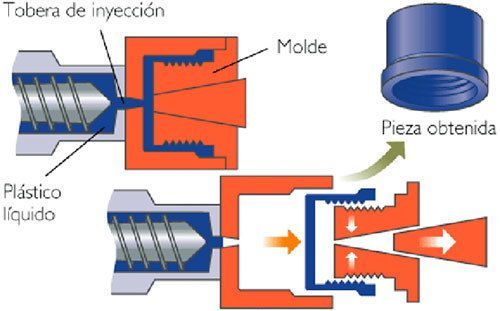 Tobera de inyección
Molde
Pieza obtenida
Plástico
líquido